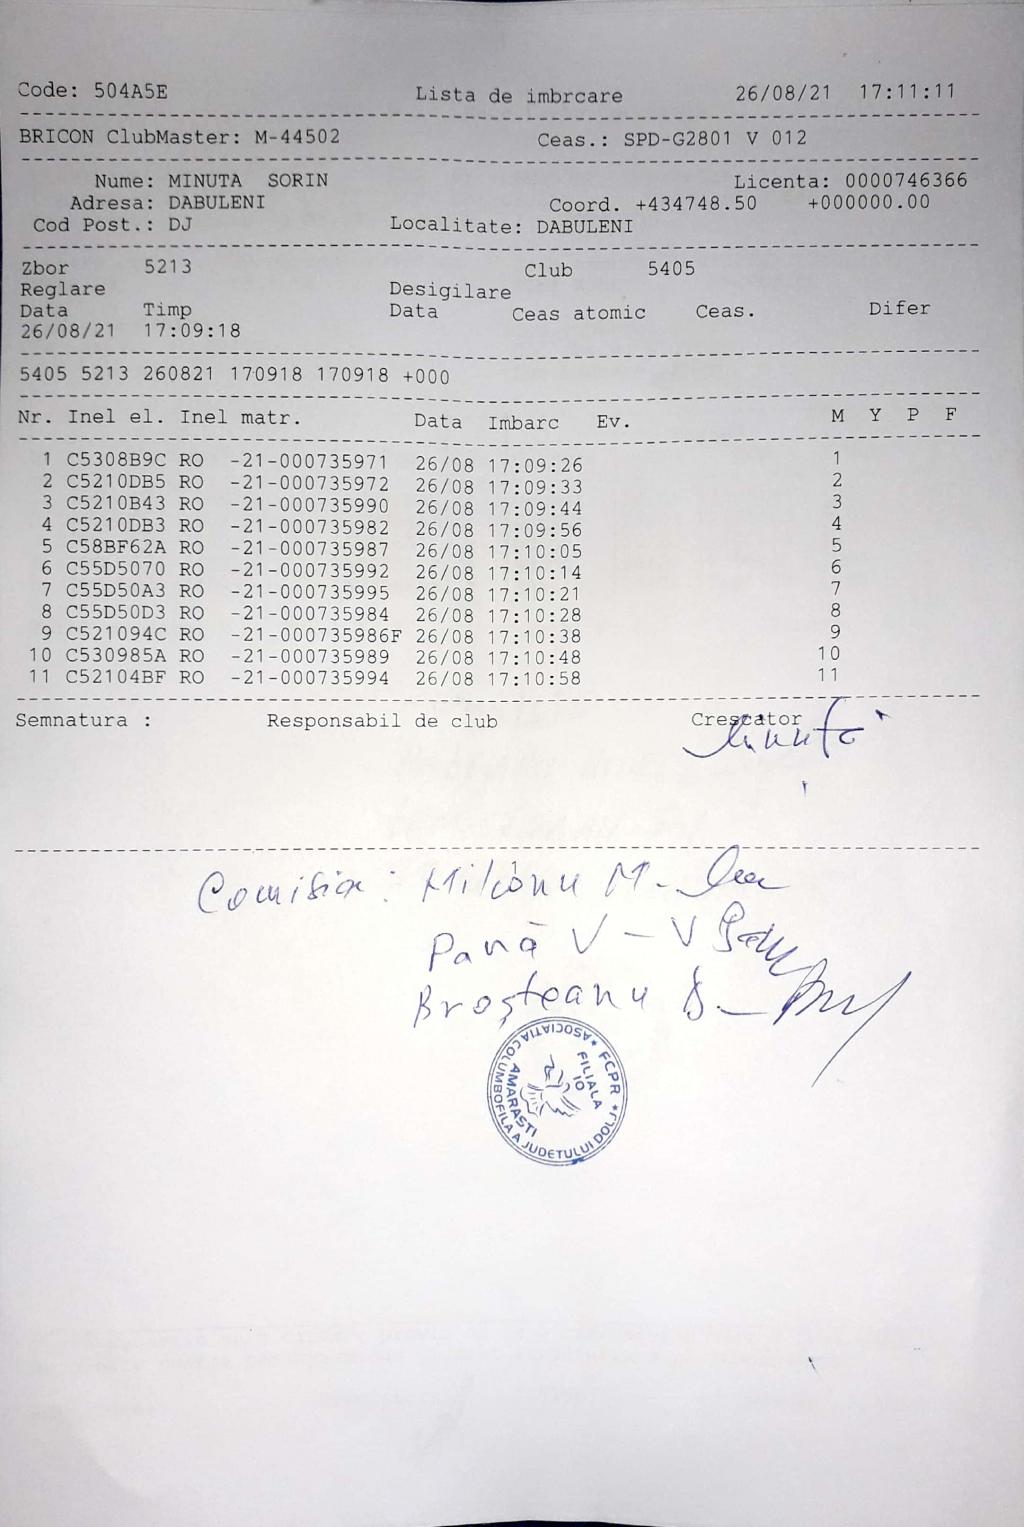 Code: 504A5E Lista de imbrcare 26/08/21 17:11:11
BRICON ClubMaster: M-44502 Ceas.: SPD-G2801 V 012
Nume: MINUTA SORIN Licenta: 0000746366
Adresa: DABULENI Coord. +434748.50 +000000.00
Cod Post.: DJ Localitate: DABULENI
Zbor 5213 Club 5405
Reglare Desigilare
Data Timp Data Ceas atomic Ceas. Difer
26/08/21 17:09:18
5405 5213 260821 170918 170918 +000
Nr. Inel el. Inel matr. Data Imbarc Ev. M Y P F
1 C5308B9C RO -21-000735971 26/08 17:09:26 1
2 C5210DB5 RO -21-000735972 26/08 17:09:33 2
3 C5210B43 RO -21-000735990 26/08 17:09:44 3
4 C5210DB3 RO -21-000735982 26/08 17:09:56 4
5 C58BF62A RO -21-000735987 26/08 17:10:05 5
6 C55D5070 RO -21-000735992 26/08 17:10:14 6
7 C55D50A3 RO -21-000735995 26/08 17:10:21 7
8 C55D50D3 RO -21-000735984 26/08 17:10:28 8
9 C521094C RO -21-000735986F 26/08 17:10:38 9
10 C530985A RO -21-000735989 26/08 17:10:48 10
11 C52104BF RO -21-000735994 26/08 17:10:58 11
Semnatura : Responsabil de club Crescator
Minuta
Comisia: M.
Pană V - V
Broșteanu
ASOCIATIA COLUMBOFILA A JUDETULUI DOLJ * FCPR *
FILIALA
10
AMARASTI